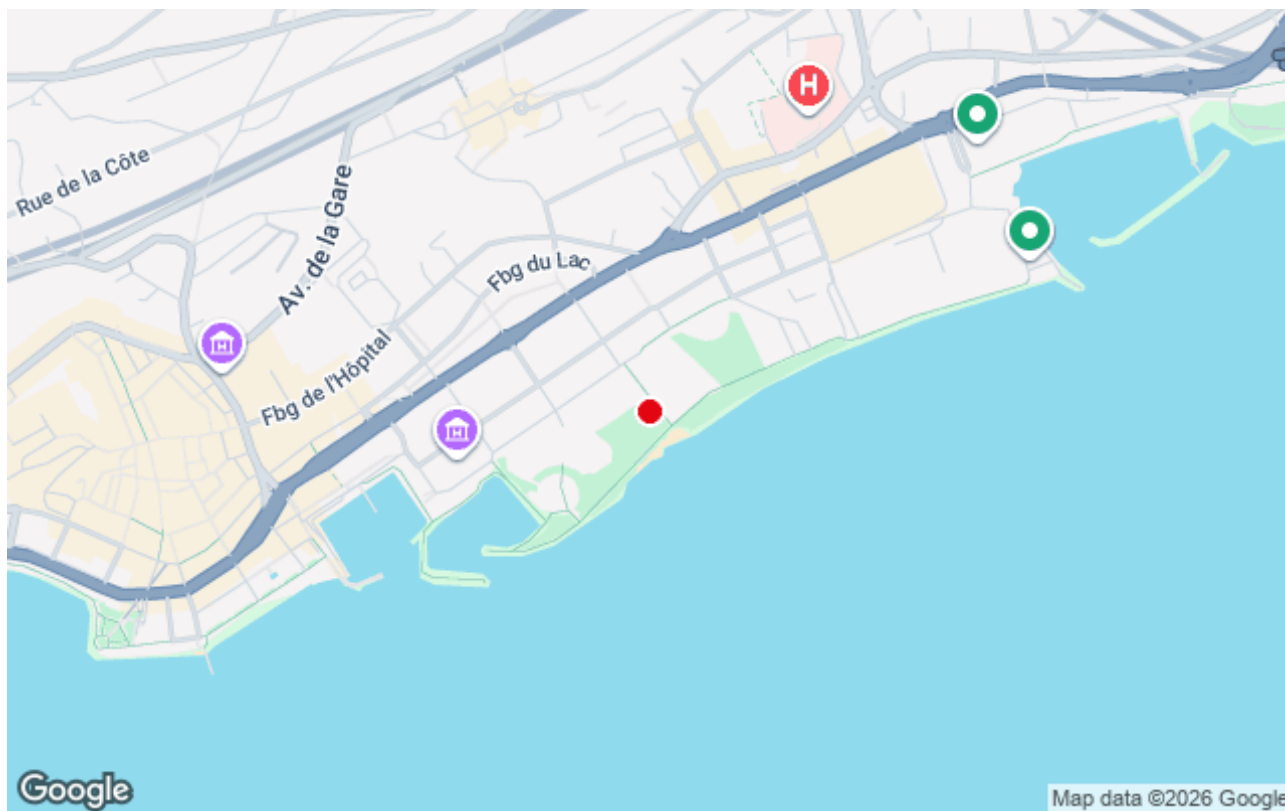 H
Rue de la Côte
Av. de la Gare
Fbg du Lac
H
Fbg de l'Hôpital
H
Google
Map data ©2026 Google